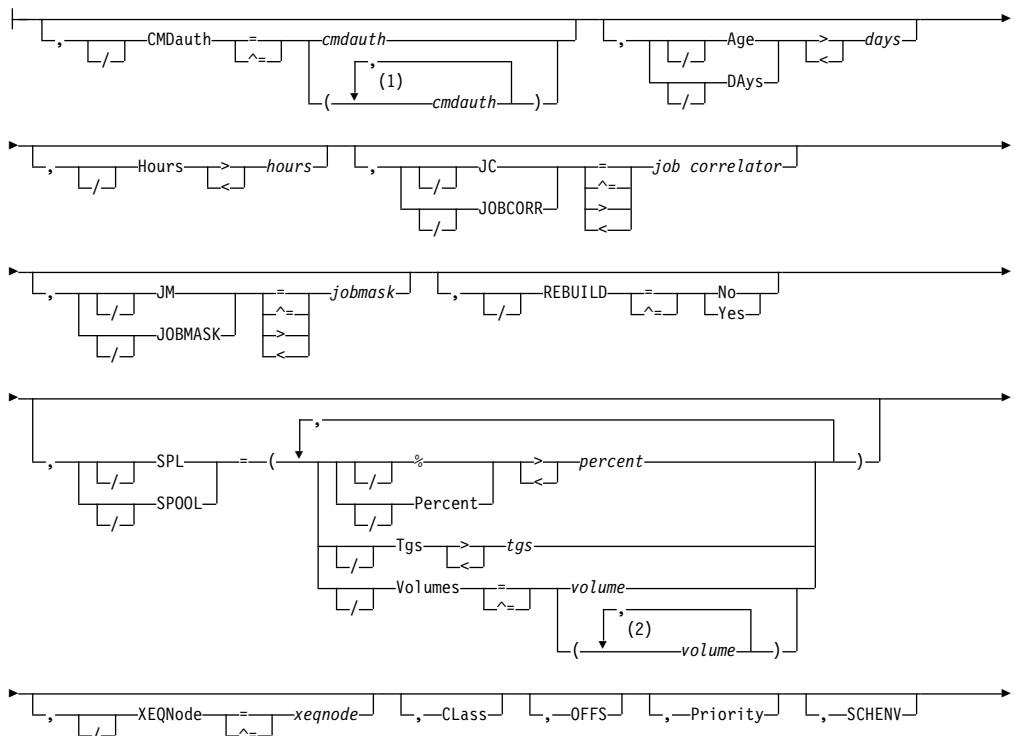 , / CMDauth = cmdauth , / Age > days
^= , / DAys <
(1)
( cmdauth )
, / Hours > hours , / JC = job correlator
< / JOBCORR ^=
>
<
, / JM = jobmask , / REBUILD = No
/ JOBMASK ^= ^= Yes
>
<
,
, / SPL = ( / % > percent )
/ SPOOL / Percent <
/ Tgs > tgs
<
/ Volumes = volume
^= ,
(2)
( volume )
, / XEQNode = xeqnode ,CLass ,OFFS ,Priority ,SCHENV
^=